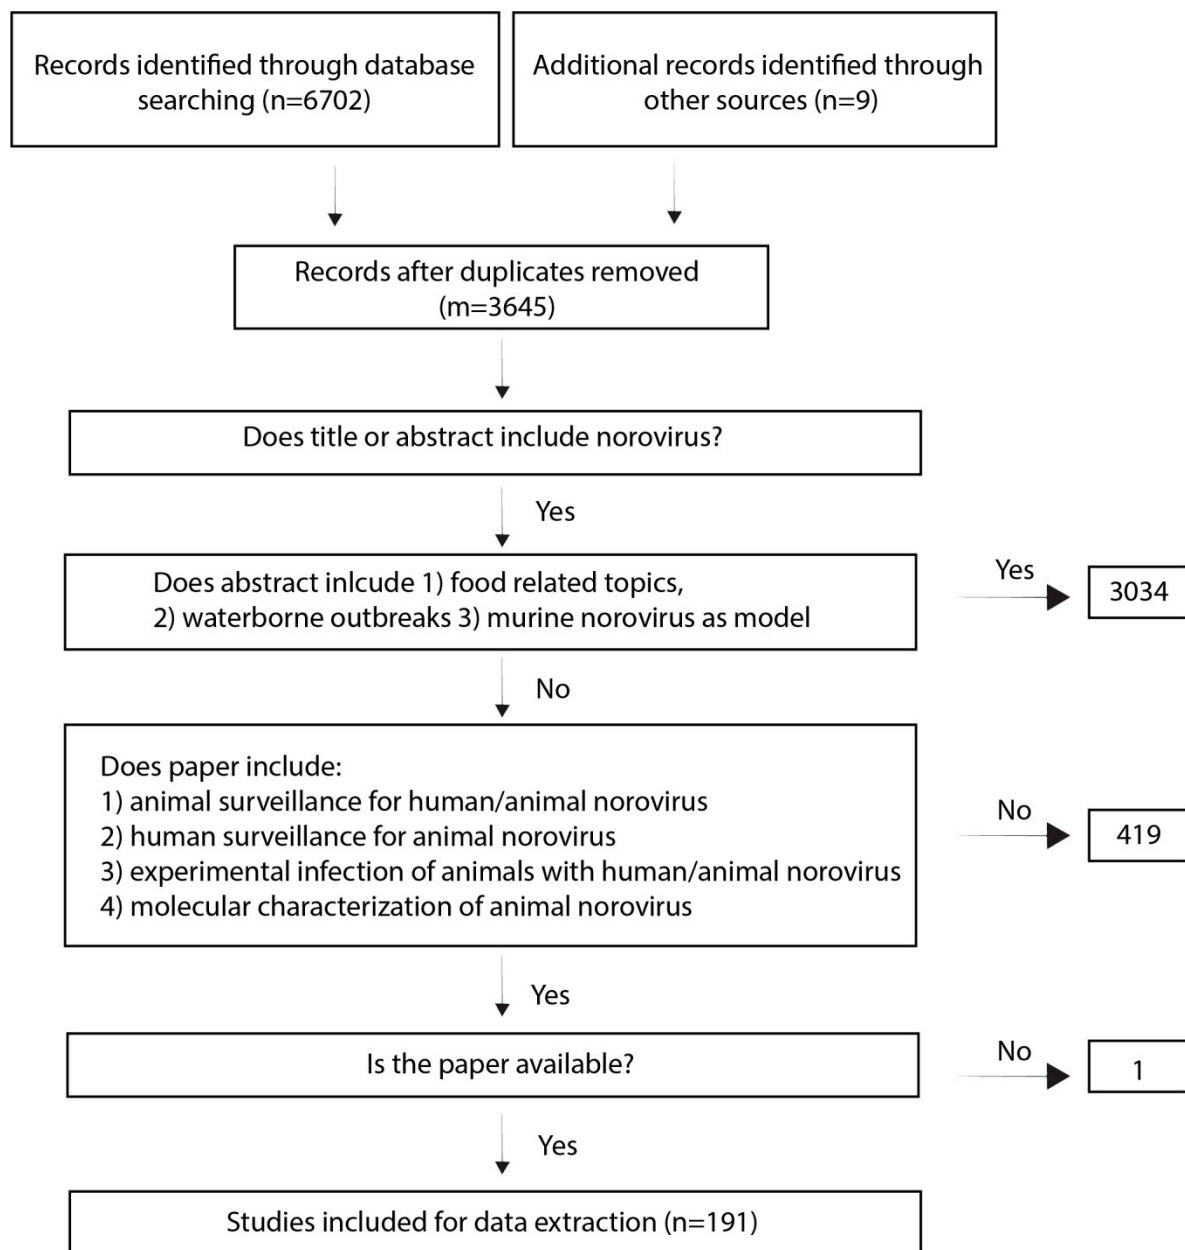 Records identified through database
searching (n=6702)
Additional records identified through
other sources (n=9)
Records after duplicates removed
(m=3645)
Does title or abstract include norovirus?
Yes
Does abstract inlcude 1) food related topics,
2) waterborne outbreaks 3) murine norovirus as model
Yes
3034
No
Does paper include:
1) animal surveillance for human/animal norovirus
2) human surveillance for animal norovirus
3) experimental infection of animals with human/animal norovirus
4) molecular characterization of animal norovirus
No
419
Yes
Is the paper available?
No
1
Yes
Studies included for data extraction (n=191)